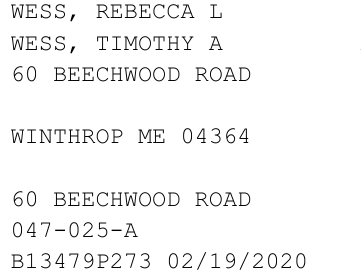 WESS, REBECCA L
WESS, TIMOTHY A
60 BEECHWOOD ROAD
WINTHROP ME 04364
60 BEECHWOOD ROAD
047-025-A
B13479P273 02/19/2020